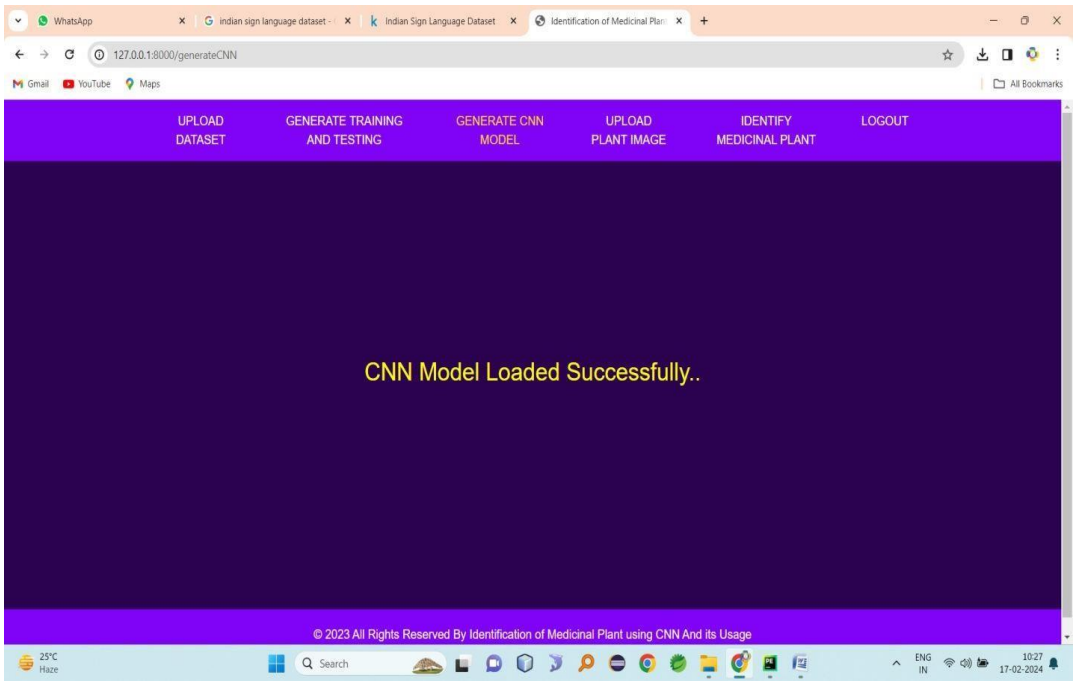 WhatsApp
indian sign language dataset -
Indian Sign Language Dataset
Identification of Medicinal Plan
127.0.0.1:8000/generateCNN
Gmail YouTube Maps All Bookmarks
UPLOAD
DATASET
GENERATE TRAINING
AND TESTING
GENERATE CNN
MODEL
UPLOAD
PLANT IMAGE
IDENTIFY
MEDICINAL PLANT
LOGOUT
CNN Model Loaded Successfully..
© 2023 All Rights Reserved By Identification of Medicinal Plant using CNN And its Usage
25°C
Haze
Search
ENG
IN
10:27
17-02-2024